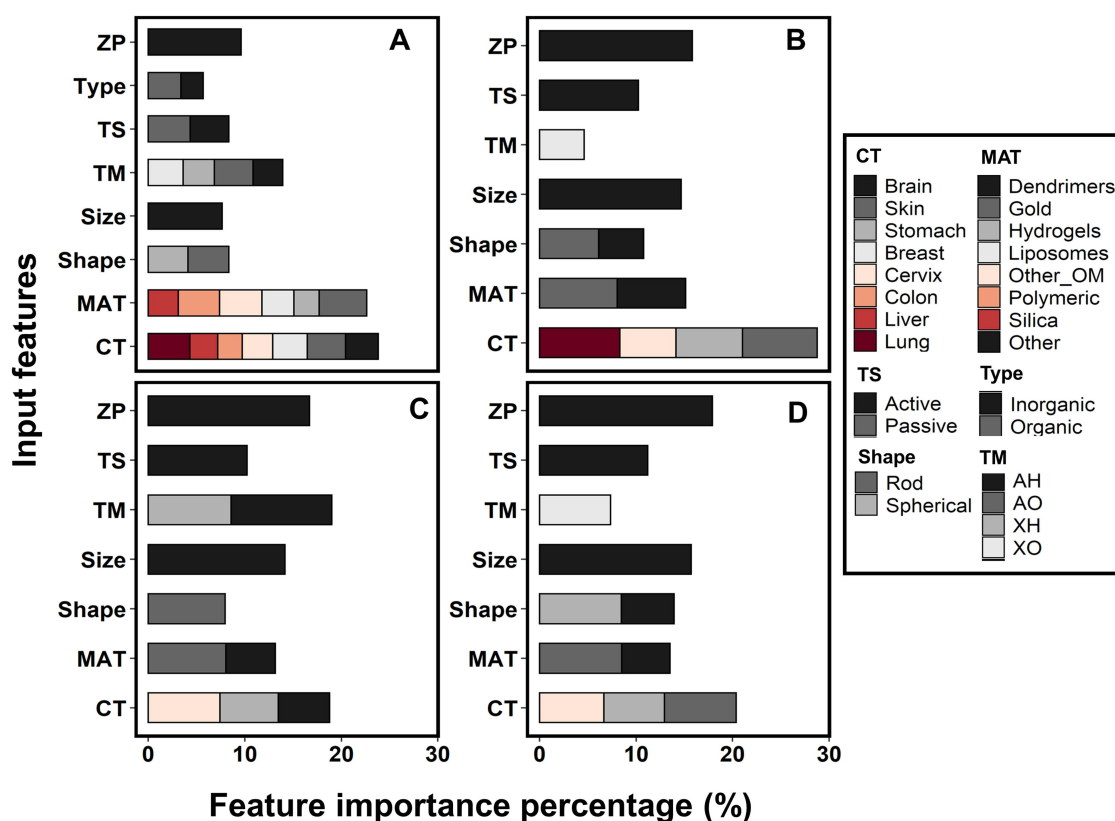 A
ZP
Type
TS
TM
Size
Shape
MAT
CT
B
ZP
TS
TM
Size
Shape
MAT
CT
C
ZP
TS
TM
Size
Shape
MAT
CT
0 10 20 30
D
ZP
TS
TM
Size
Shape
MAT
CT
0 10 20 30
Input features
Feature importance percentage (%)
CT
Brain
Skin
Stomach
Breast
Cervix
Colon
Liver
Lung
MAT
Dendrimers
Gold
Hydrogels
Liposomes
Other_OM
Polymeric
Silica
Other
TS
Active
Passive
Type
Inorganic
Organic
Shape
Rod
Spherical
TM
AH
AO
XH
XO